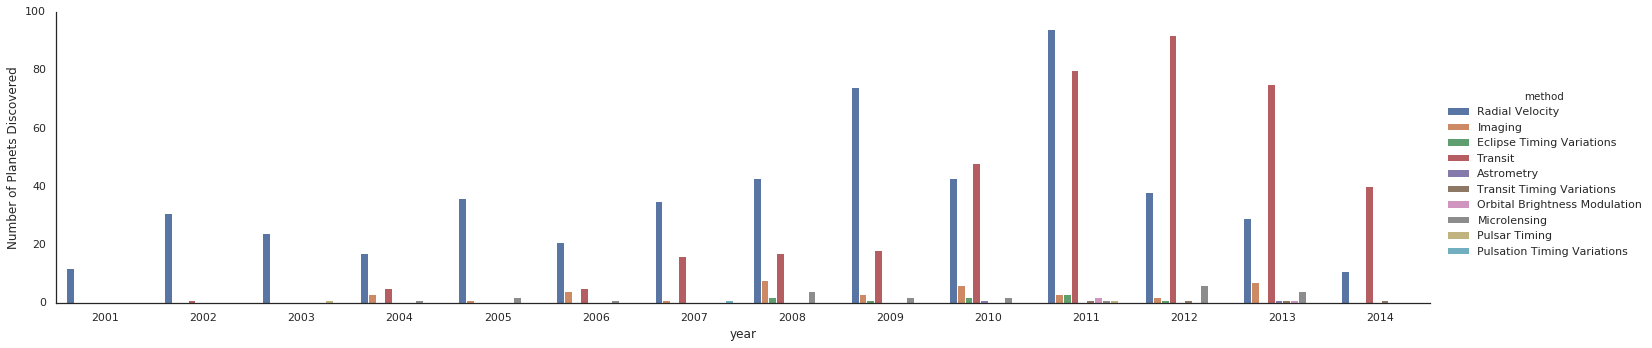 100
80
60
40
20
0
Number of Planets Discovered
2001 2002 2003 2004 2005 2006 2007 2008 2009 2010 2011 2012 2013 2014
year
method
Radial Velocity
Imaging
Eclipse Timing Variations
Transit
Astrometry
Transit Timing Variations
Orbital Brightness Modulation
Microlensing
Pulsar Timing
Pulsation Timing Variations